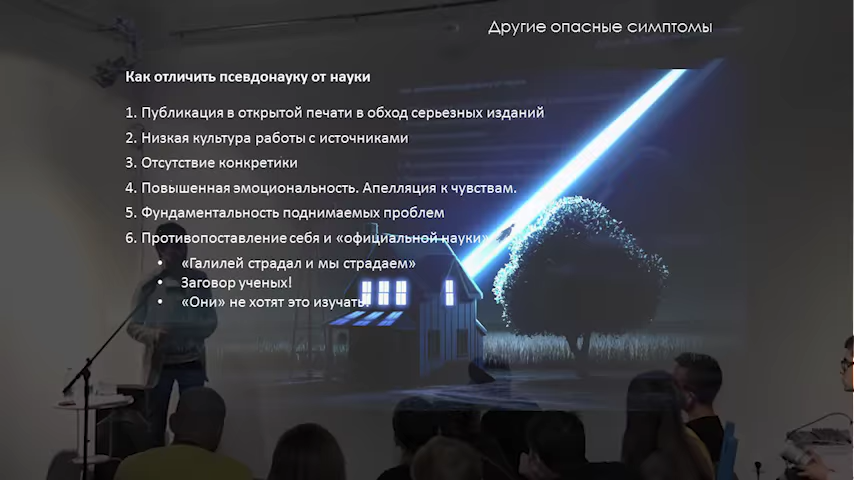 Другие опасные симптомы
Как отличить псевдонауку от науки
1. Публикация в открытой печати в обход серьезных изданий
2. Низкая культура работы с источниками
3. Отсутствие конкретики
4. Повышенная эмоциональность. Апелляция к чувствам.
5. Фундаментальность поднимаемых проблем
6. Противопоставление себя и «официальной науки»
• «Галилей страдал и мы страдаем»
• Заговор ученых!
• «Они» не хотят это изучать!